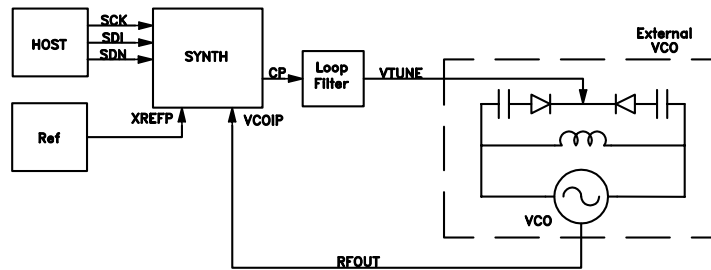 HOST
SCK
SDI
SDN
SYNTH
CP
Loop
Filter
VTUNE
External
VCO
Ref
XREFP
VCOIP
VCO
RFOUT